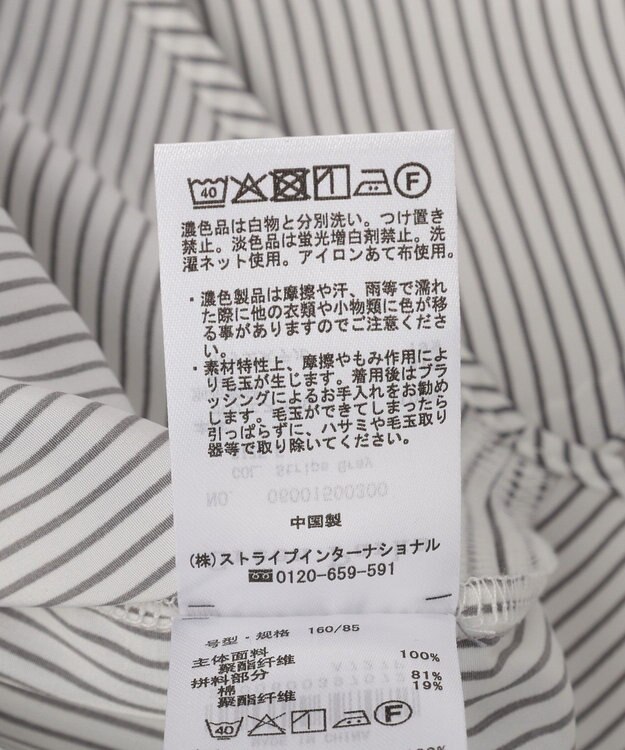 40 F
濃色品は白物と分別洗い。つけ置き
禁止。淡色品は蛍光増白剤禁止。洗
濯ネット使用。アイロンあて布使用。
・濃色製品は摩擦や汗、雨等で濡れ
た際に他の衣類や小物類に色が移
る事がありますのでご注意くださ
い。
・素材特性上、摩擦やもみ作用によ
り毛玉が生じます。着用後はブラ
ッシングによるお手入れをお勧め
します。毛玉ができてしまったら
引っぱらずに、ハサミや毛玉取り
器等で取り除いてください。
COL. Stripe Gray
NO. 06001500200
中国製
(株)ストライプインターナショナル
0120-659-591
号型·规格 160/85
主体面料 100%
聚酯纤维
拼料部分 81%
棉 19%
聚酯纤维
40 F
MADE IN CHINA